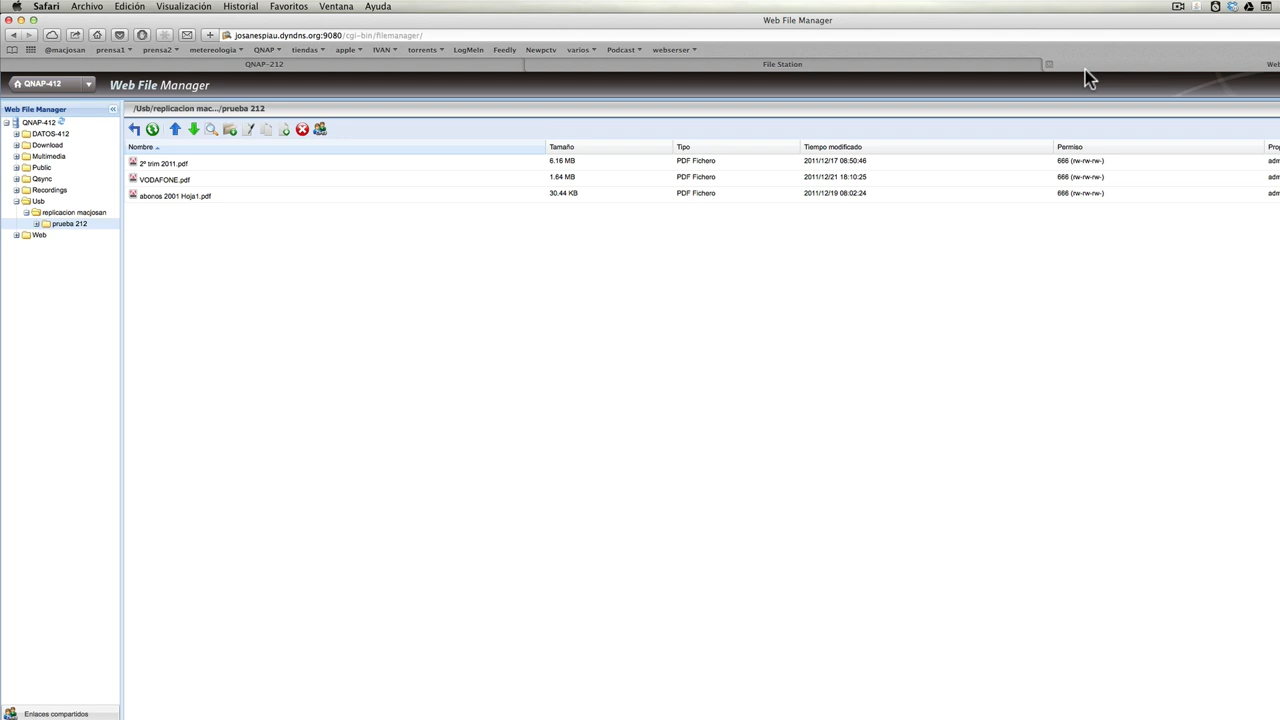 Safari Archivo Edición Visualización Historial Favoritos Ventana Ayuda 16
Web File Manager
josanespiau.dyndns.org:9080/cgi-bin/filemanager/
@macjosan prensa1 prensa2 metereologia QNAP tiendas apple IVAN torrents LogMeIn Feedly Newpctv varios Podcast webserser
QNAP-212 File Station Web
QNAP-412 Web File Manager
Web File Manager /Usb/replicacion mac.../prueba 212
QNAP-412
DATOS-412
Download
Multimedia
Public
Qsync
Recordings
Usb
replicacion macjosan
prueba 212
Web
Nombre Tamaño Tipo Tiempo modificado Permiso Prop
2º trim 2011.pdf 6.16 MB PDF Fichero 2011/12/17 08:50:46 666 (rw-rw-rw-) adm
VODAFONE.pdf 1.64 MB PDF Fichero 2011/12/21 18:10:25 666 (rw-rw-rw-) adm
abonos 2001 Hoja1.pdf 30.44 KB PDF Fichero 2011/12/19 08:02:24 666 (rw-rw-rw-) adm
Enlaces compartidos